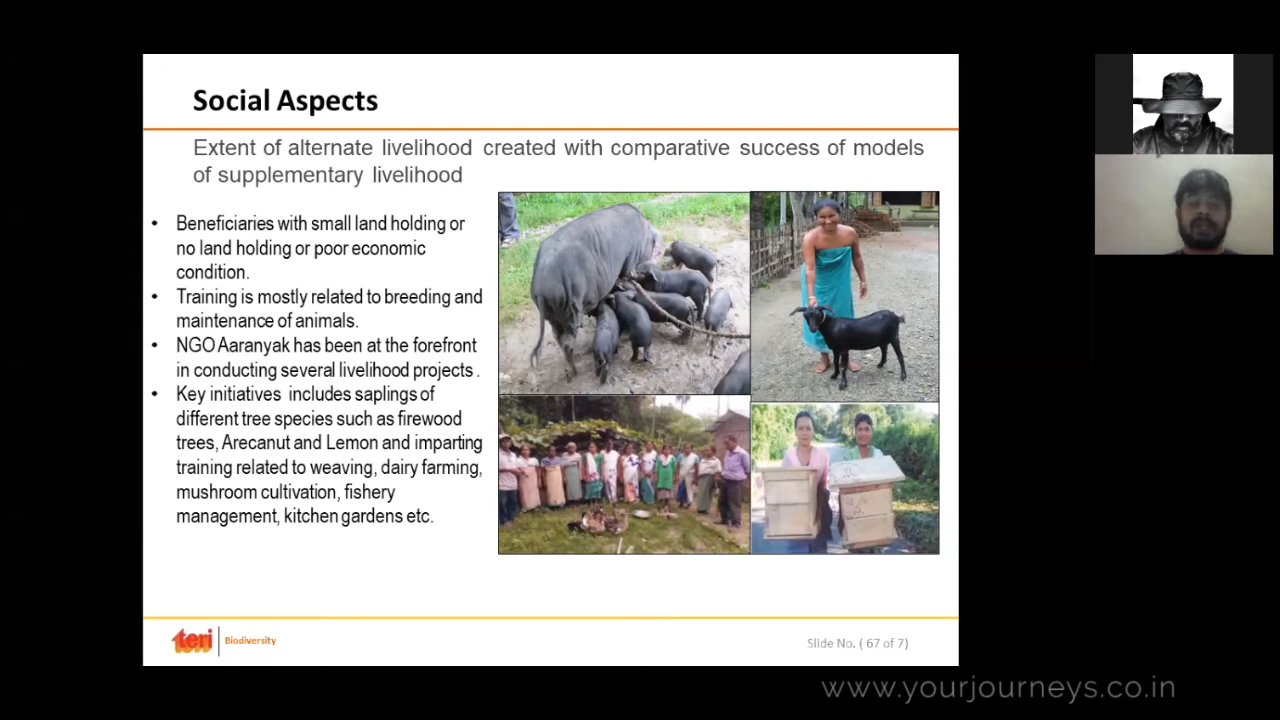 Social Aspects
Extent of alternate livelihood created with comparative success of models
of supplementary livelihood
• Beneficiaries with small land holding or
no land holding or poor economic
condition.
• Training is mostly related to breeding and
maintenance of animals.
• NGO Aaranyak has been at the forefront
in conducting several livelihood projects .
• Key initiatives includes saplings of
different tree species such as firewood
trees, Arecanut and Lemon and imparting
training related to weaving, dairy farming,
mushroom cultivation, fishery
management, kitchen gardens etc.
teri
Biodiversity
Slide No. ( 67 of 7)
www.yourjourneys.co.in